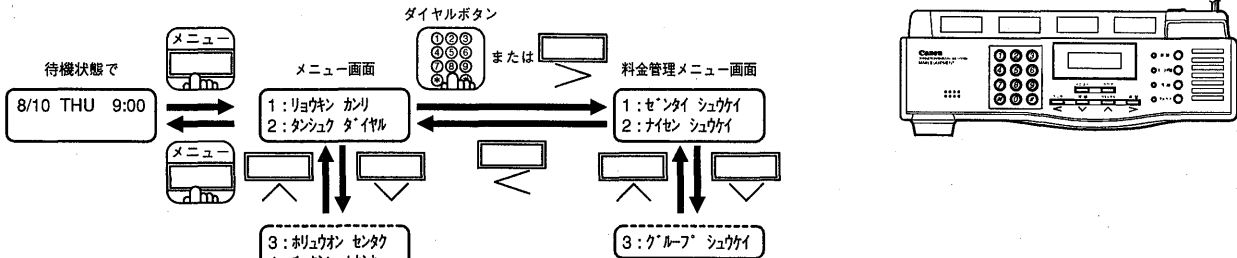 ダイヤルボタン
①②③
④⑤⑥
⑦⑧⑨
待機状態で
メニュー
メニュー画面
または
料金管理メニュー画面
8/10 THU 9:00
1:リョウキン カンリ
2:タンシュク ダイヤル
1:ゼンタイ シュウケイ
2:ナイセン シュウケイ
メニュー
3:ホリュウオン センタク
3:グループ シュウケイ
Canon